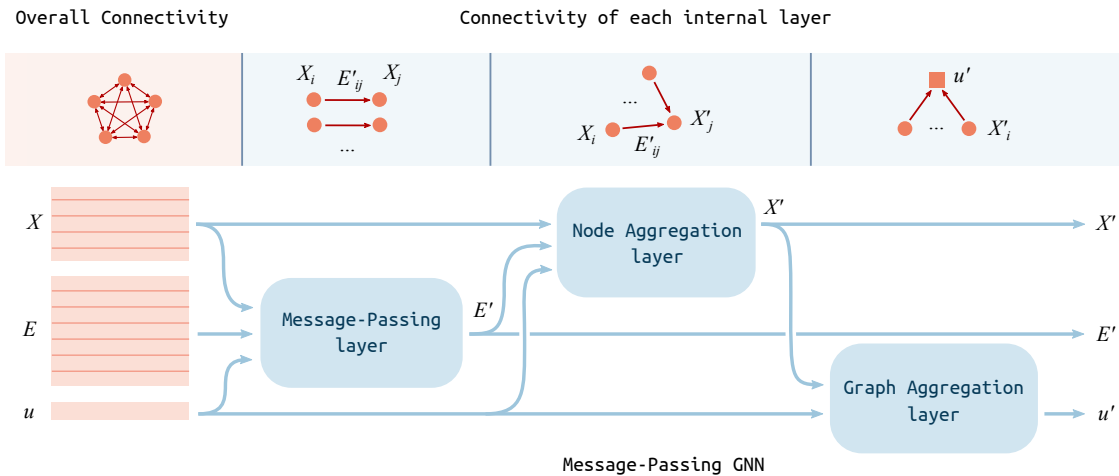 Overall Connectivity
Connectivity of each internal layer
X_i E'_ij X_j
...
...
X_i E'_ij X'_j
u'
... X'_i
X
E
u
Message-Passing
layer
E'
Node Aggregation
layer
X'
Graph Aggregation
layer
X'
E'
u'
Message-Passing GNN